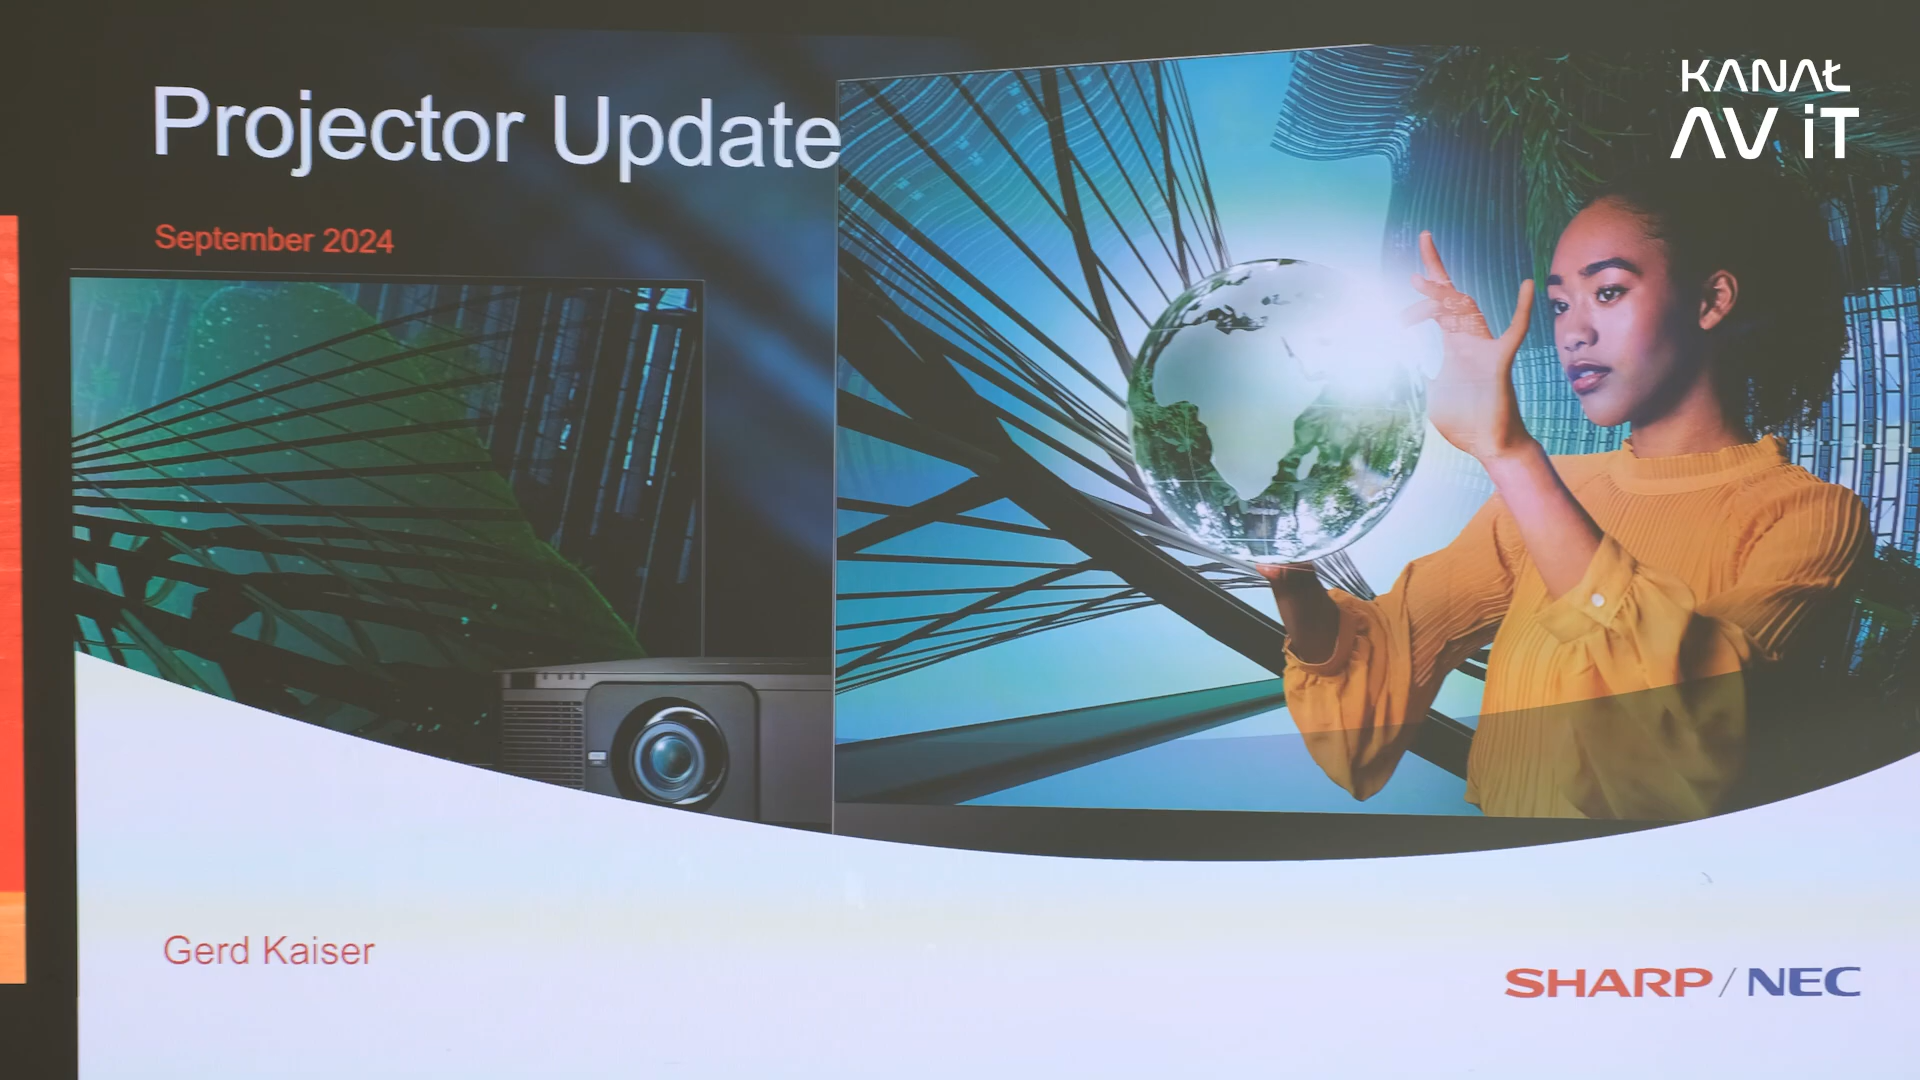 KANAŁ
AV iT
Projector Update
September 2024
Gerd Kaiser
SHARP/NEC